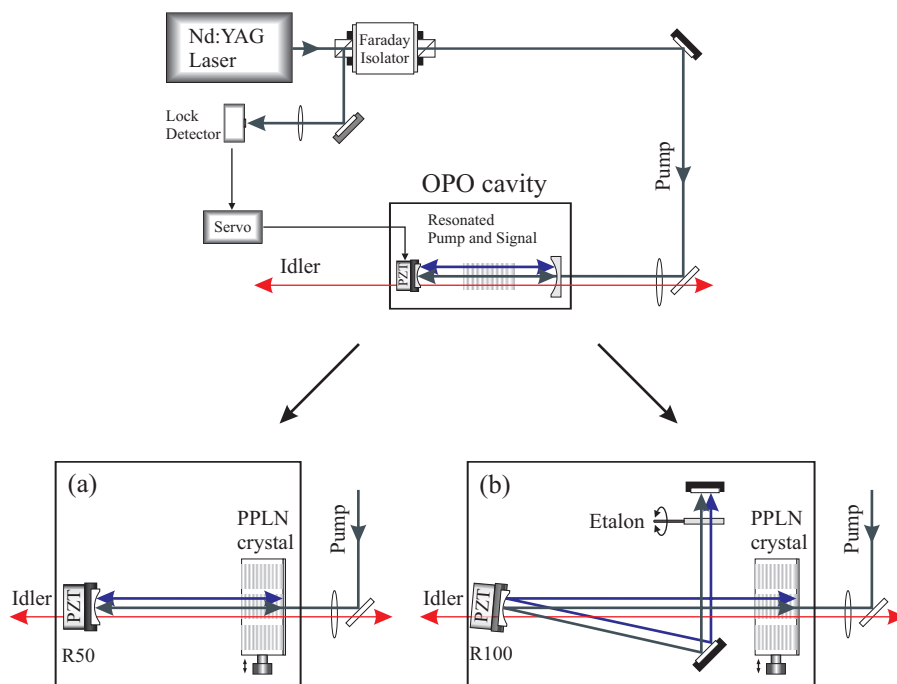 Nd:YAG
Laser
Faraday
Isolator
Lock
Detector
Servo
Pump
OPO cavity
Resonated
Pump and Signal
PZT
Idler
(a)
PPLN
crystal
Pump
Idler
PZT
R50
(b)
Etalon
PPLN
crystal
Pump
Idler
PZT
R100